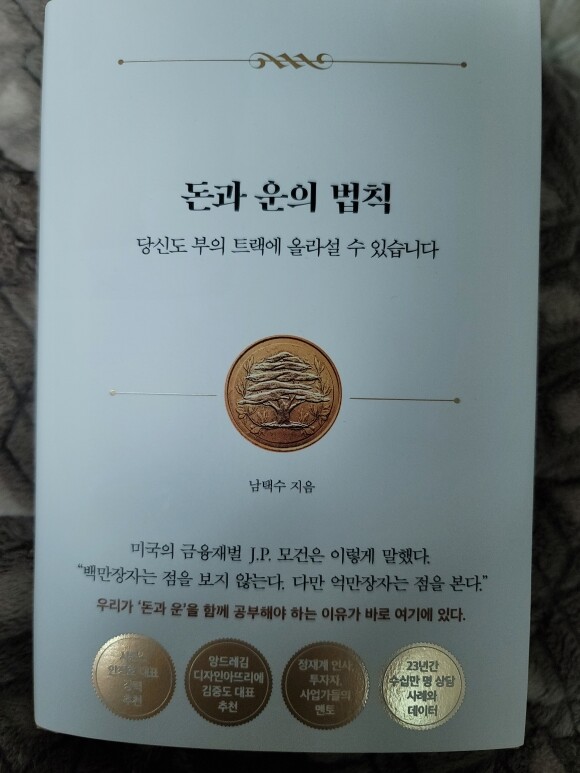 돈과 운의 법칙
당신도 부의 트랙에 올라설 수 있습니다
남택수 지음
미국의 금융재벌 J.P. 모건은 이렇게 말했다.
“백만장자는 점을 보지 않는다. 다만 억만장자는 점을 본다.”
우리가 ‘돈과 운’을 함께 공부해야 하는 이유가 바로 여기에 있다.
대표
추천
앙드레김
디자인아뜨리에
김중도 대표
추천
정재계 인사,
투자자,
사업가들의
멘토
23년간
수십만 명 상담
사례와
데이터